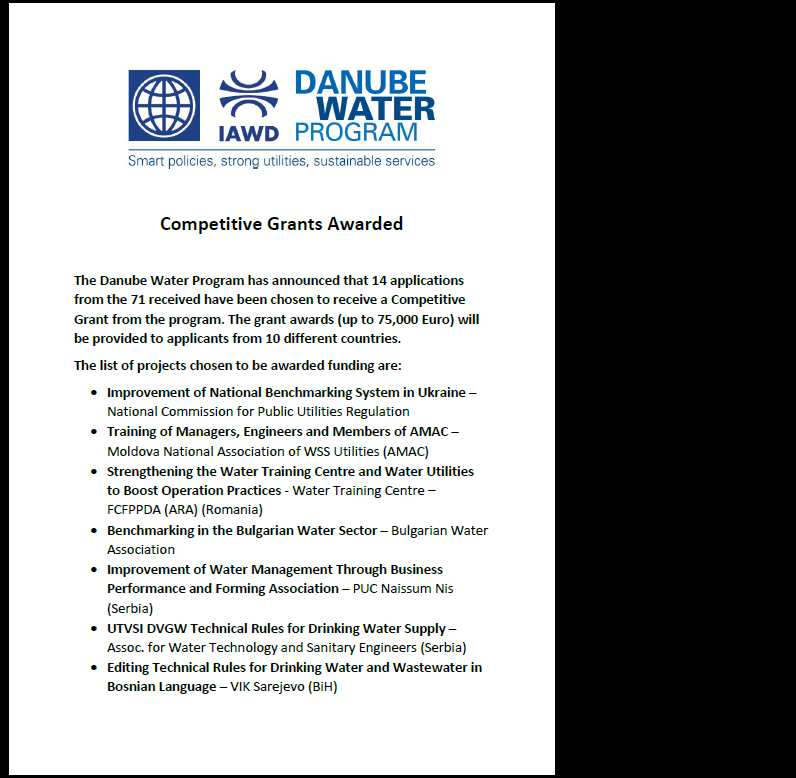 DANUBE
WATER
IAWD PROGRAM
Smart policies, strong utilities, sustainable services
Competitive Grants Awarded
The Danube Water Program has announced that 14 applications
from the 71 received have been chosen to receive a Competitive
Grant from the program. The grant awards (up to 75,000 Euro) will
be provided to applicants from 10 different countries.
The list of projects chosen to be awarded funding are:
• Improvement of National Benchmarking System in Ukraine –
National Commission for Public Utilities Regulation
• Training of Managers, Engineers and Members of AMAC –
Moldova National Association of WSS Utilities (AMAC)
• Strengthening the Water Training Centre and Water Utilities
to Boost Operation Practices - Water Training Centre –
FCFPPDA (ARA) (Romania)
• Benchmarking in the Bulgarian Water Sector – Bulgarian Water
Association
• Improvement of Water Management Through Business
Performance and Forming Association – PUC Naissum Nis
(Serbia)
• UTVSI DVGW Technical Rules for Drinking Water Supply –
Assoc. for Water Technology and Sanitary Engineers (Serbia)
• Editing Technical Rules for Drinking Water and Wastewater in
Bosnian Language – VIK Sarejevo (BiH)